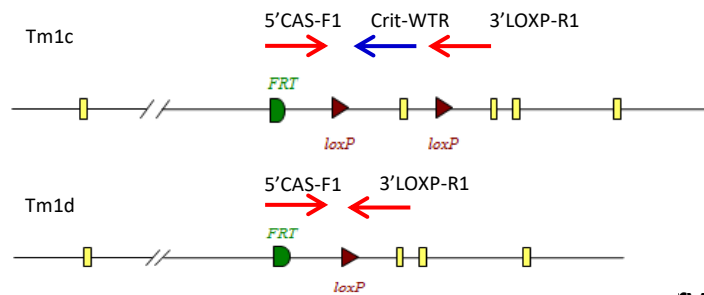 5'CAS-F1 Crit-WTR 3'LOXP-R1
Tm1c
FRT
loxP loxP
5'CAS-F1 3'LOXP-R1
Tm1d
FRT
loxP